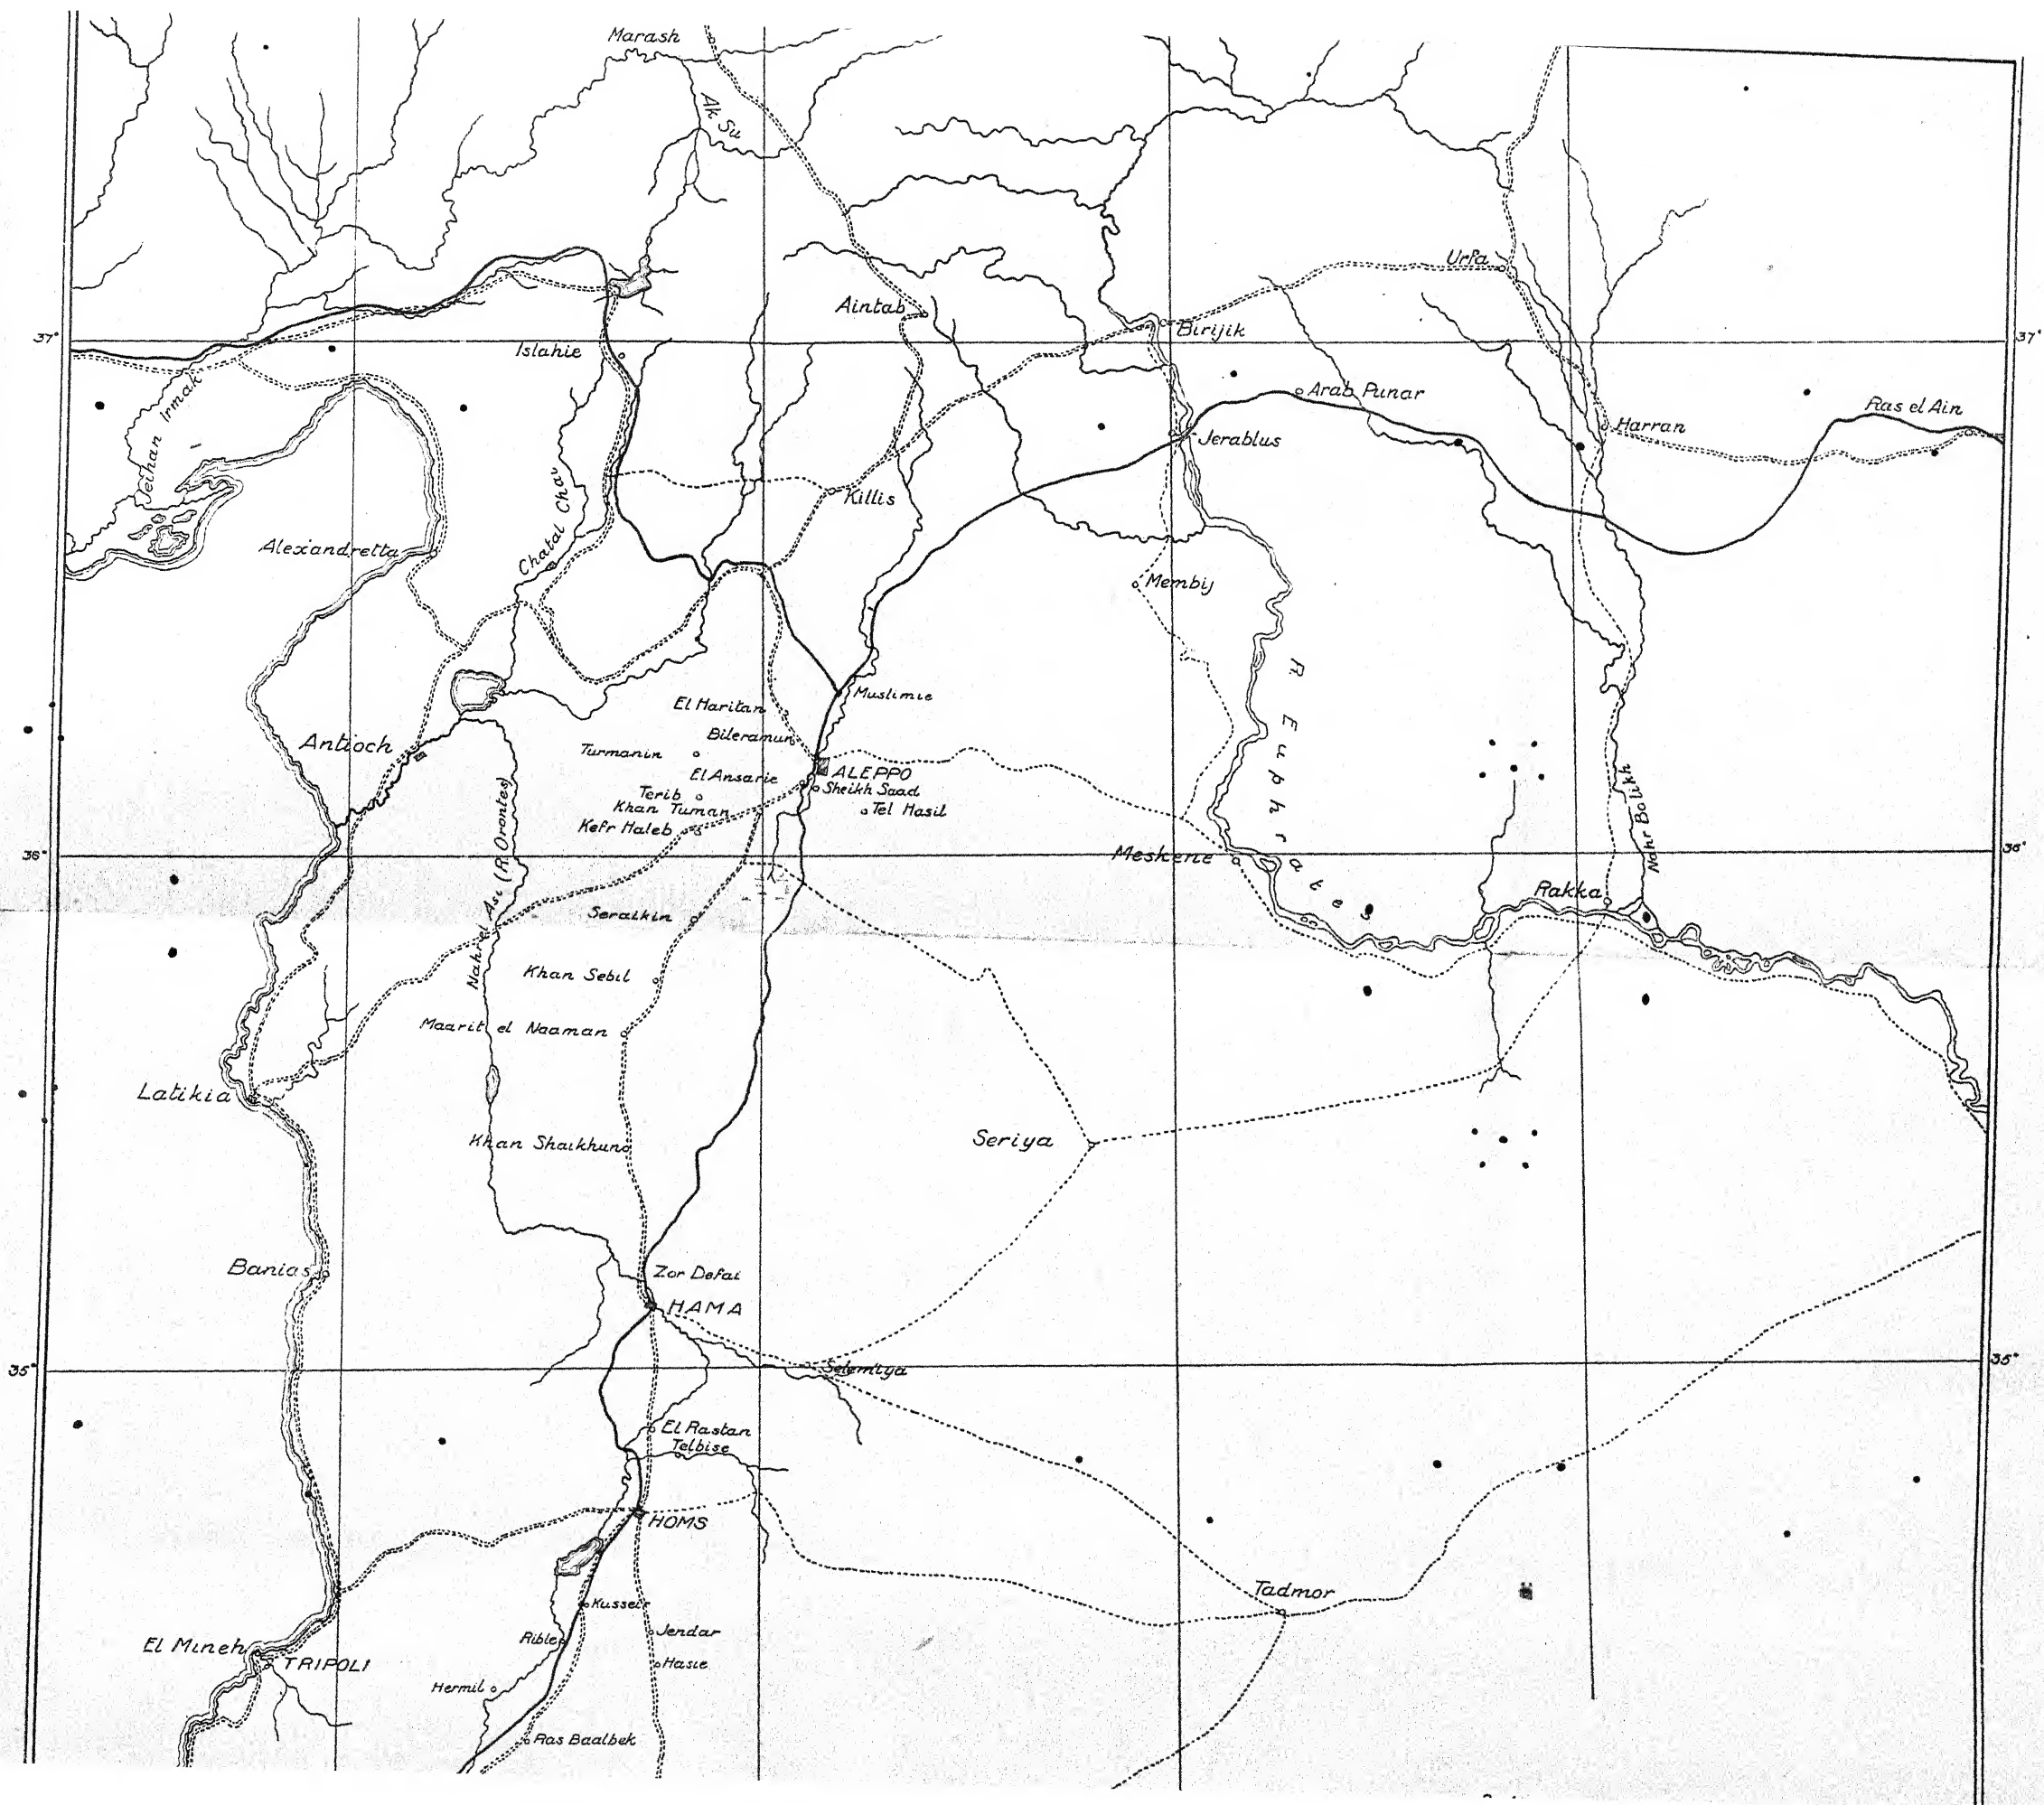 Marash
Ak Su
Urfa
Aintab
Birijik
37°
37°
Islahie
Arab Punar
Ras el Ain
Jeihan Irmak
Harran
Jerablus
Killis
Chatal Chai
Alexandretta
Membij
R. Euphrates
Muslimie
El Haritan
Bileramun
Antioch
Turmanin
ALEPPO
El Ansarie
Sheikh Saad
Terib
Khan Tuman
Tel Hasil
Kefr Haleb
Nahr Balikh
Meskene
36°
36°
Rakka
Nahr el Asi (R. Orontes)
Seraikin
Khan Sebil
Maarit el Naaman
Latikia
Seriya
Khan Shaikhun
Banias
Zor Defai
HAMA
35°
35°
Selemiya
El Rastan
Telbise
HOMS
Tadmor
Kusseir
Jendar
Rible
El Mineh
TRIPOLI
Hasie
Hermil
Ras Baalbek